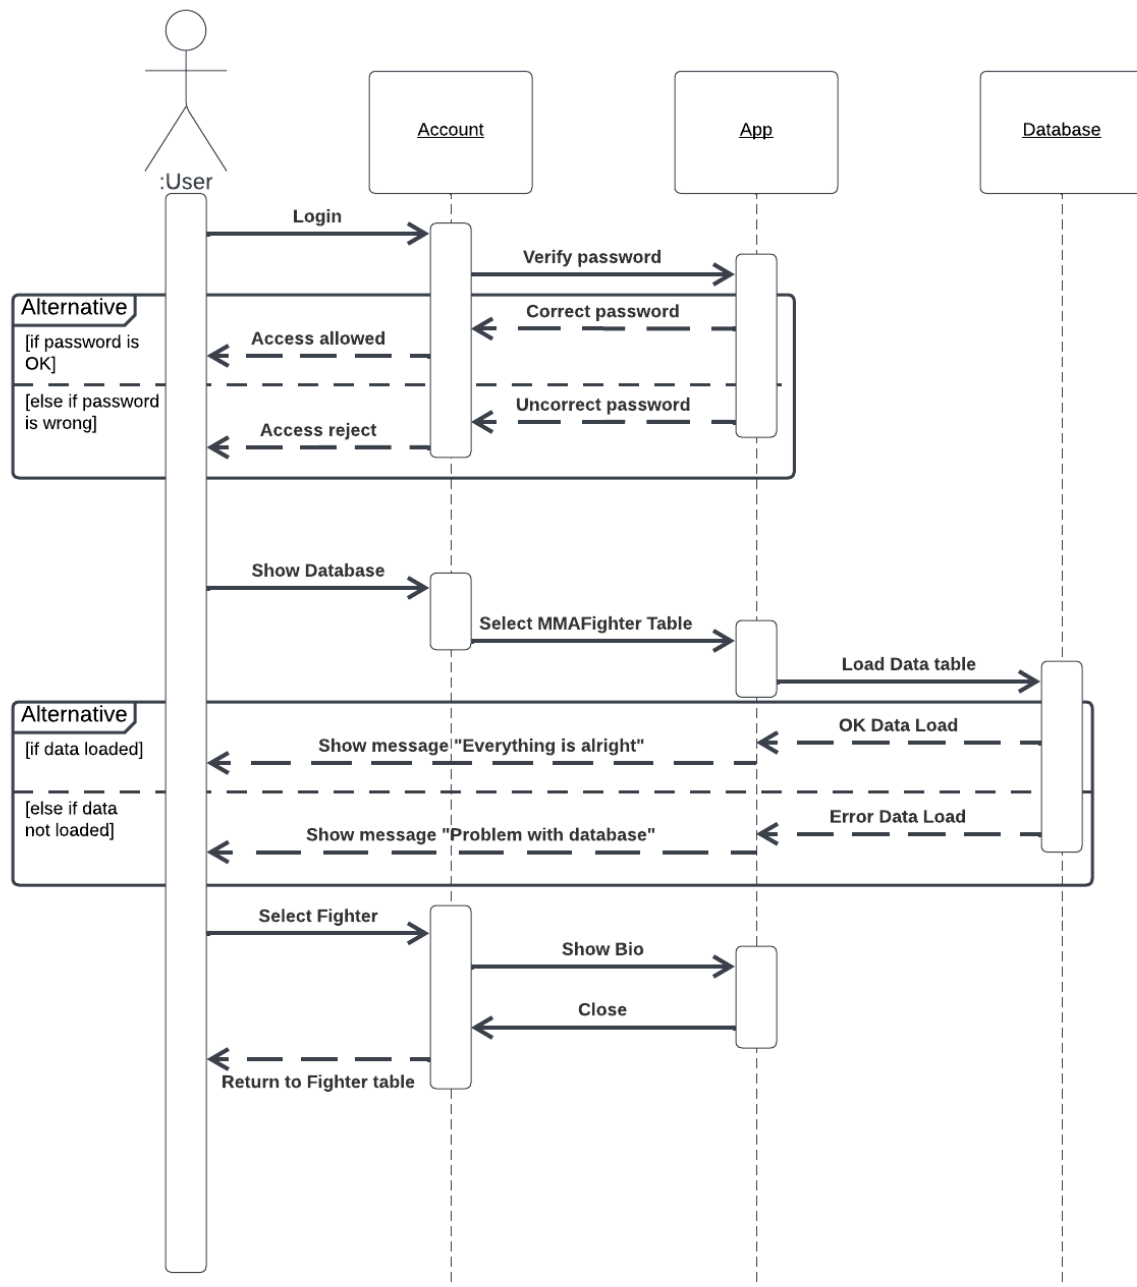 :User
Account
App
Database
Login
Verify password
Alternative
Correct password
[if password is
OK]
Access allowed
[else if password
is wrong]
Uncorrect password
Access reject
Show Database
Select MMAFighter Table
Load Data table
Alternative
OK Data Load
[if data loaded]
Show message "Everything is alright"
[else if data
not loaded]
Error Data Load
Show message "Problem with database"
Select Fighter
Show Bio
Close
Return to Fighter table